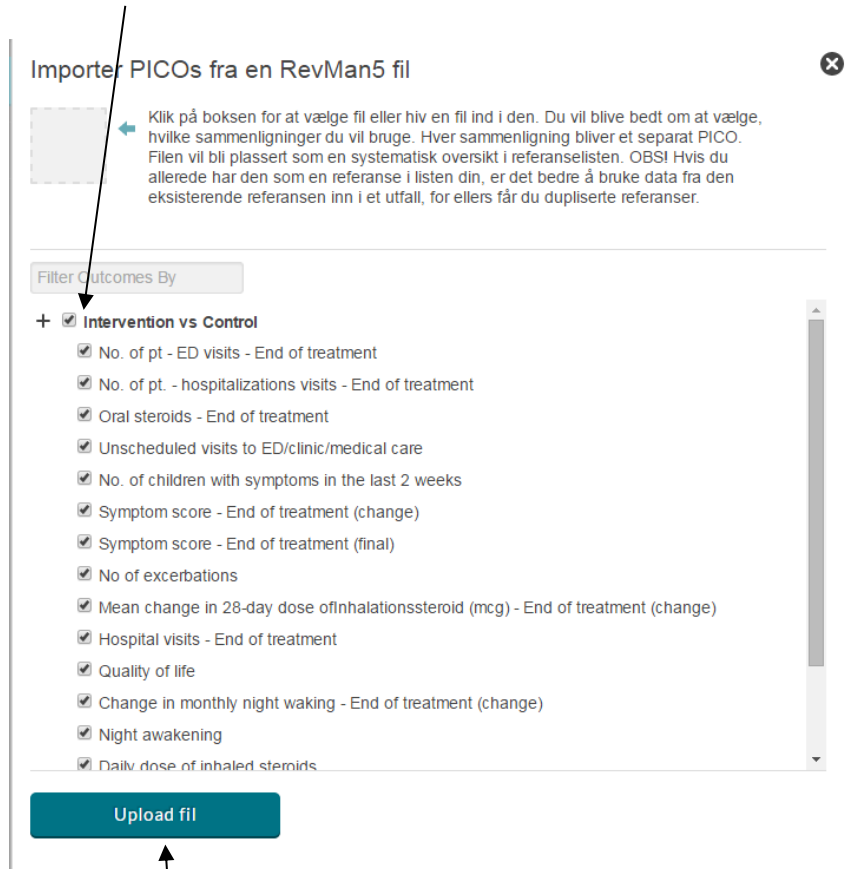 Importer PICOs fra en RevMan5 fil
Klik på boksen for at vælge fil eller hiv en fil ind i den. Du vil blive bedt om at vælge,
hvilke sammenligninger du vil bruge. Hver sammenligning bliver et separat PICO.
Filen vil bli plassert som en systematisk oversikt i referanselisten. OBS! Hvis du
allerede har den som en referanse i listen din, er det bedre å bruke data fra den
eksisterende referansen inn i et utfall, for ellers får du dupliserte referanser.
Filter Outcomes By
Intervention vs Control
No. of pt - ED visits - End of treatment
No. of pt. - hospitalizations visits - End of treatment
Oral steroids - End of treatment
Unscheduled visits to ED/clinic/medical care
No. of children with symptoms in the last 2 weeks
Symptom score - End of treatment (change)
Symptom score - End of treatment (final)
No of excerbations
Mean change in 28-day dose ofInhalationssteroid (mcg) - End of treatment (change)
Hospital visits - End of treatment
Quality of life
Change in monthly night waking - End of treatment (change)
Night awakening
Daily dose of inhaled steroids
Upload fil